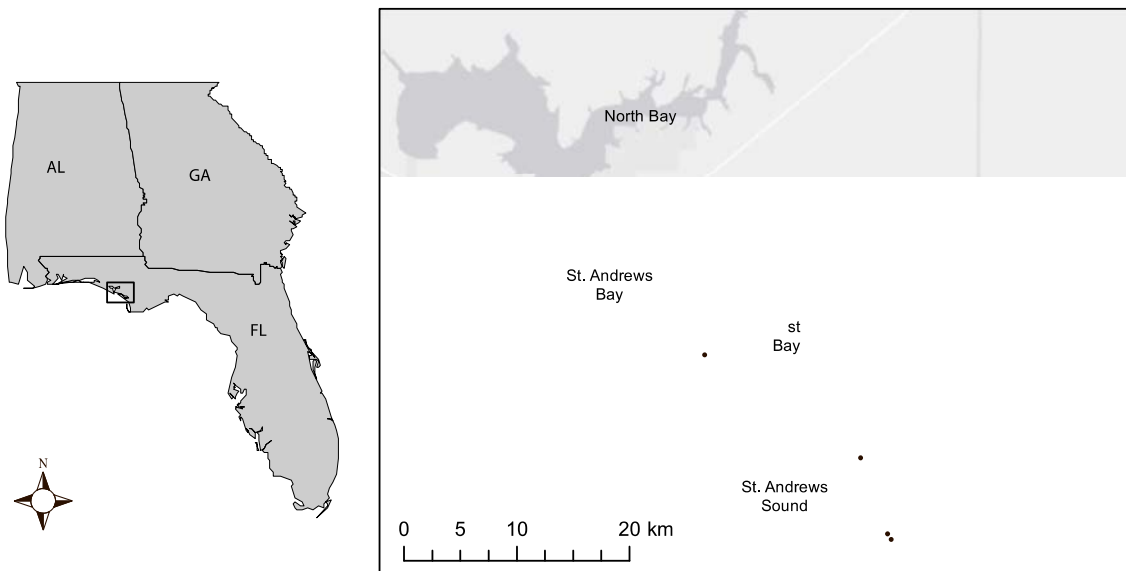 AL
GA
FL
N
North Bay
St. Andrews
Bay
st
Bay
St. Andrews
Sound
0 5 10 20 km